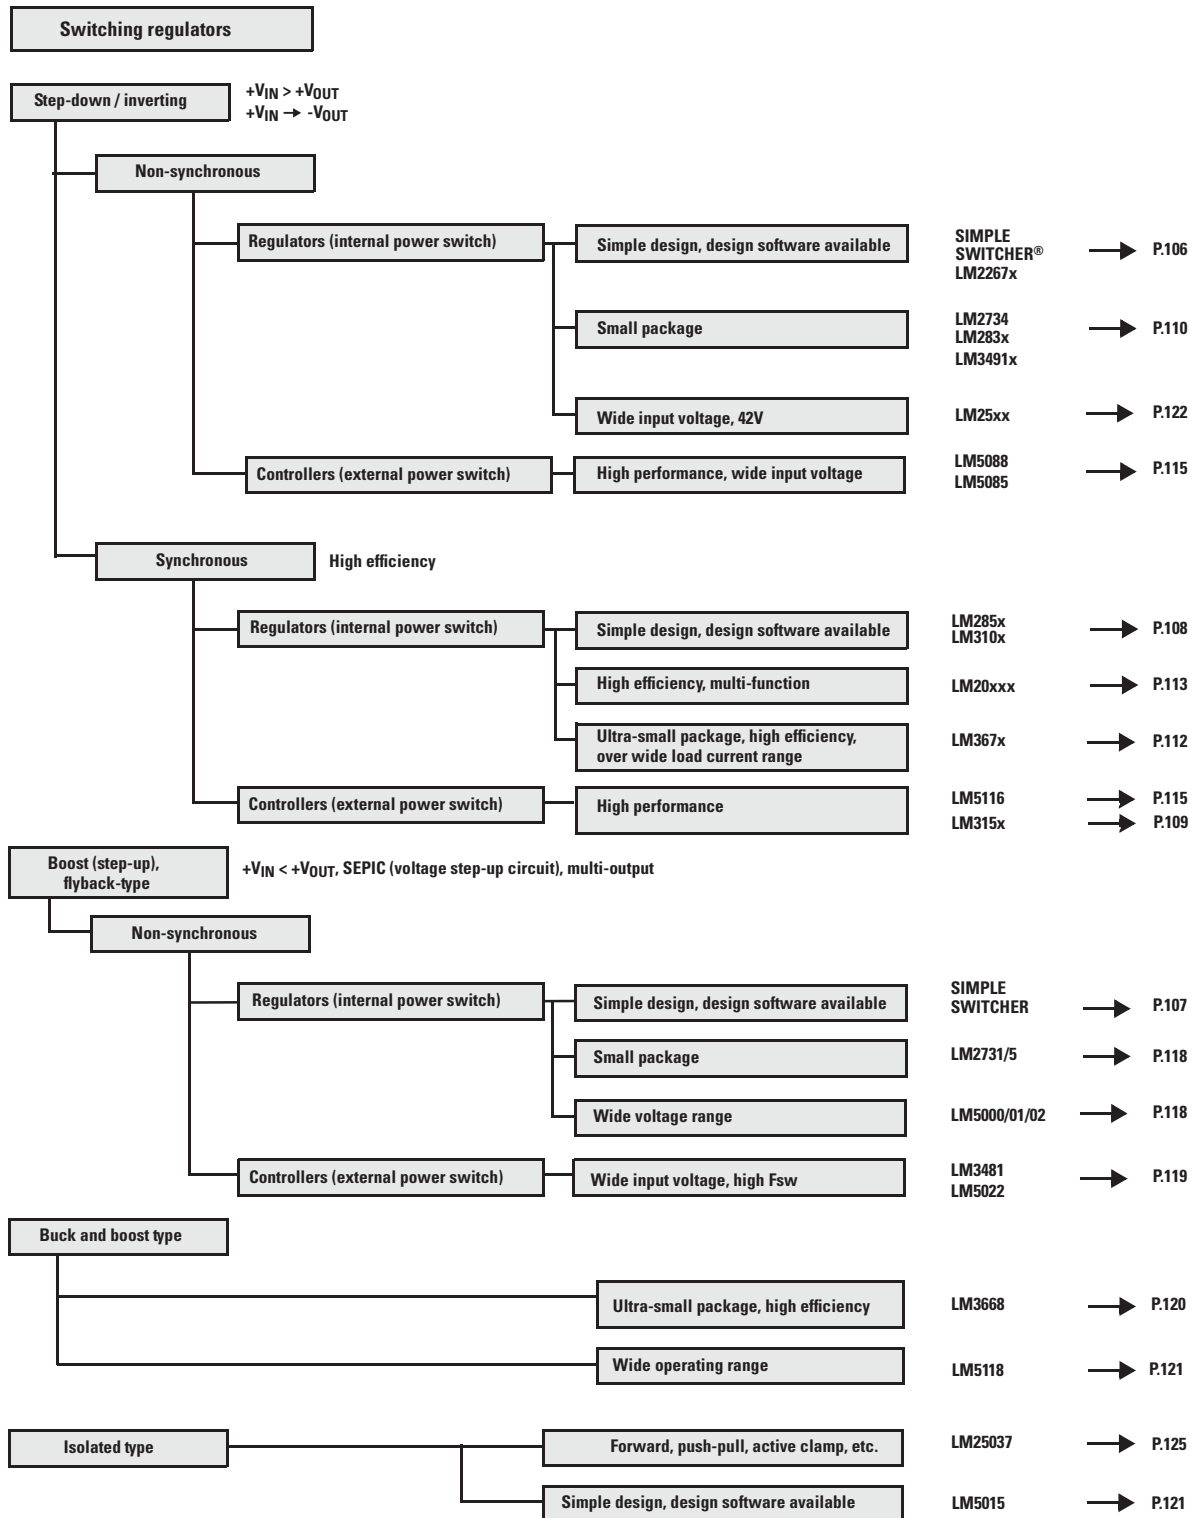 Switching regulators
Step-down / inverting
+VIN > +VOUT
+VIN → -VOUT
Non-synchronous
Regulators (internal power switch)
Simple design, design software available
SIMPLE
SWITCHER®
LM2267x
P.106
Small package
LM2734
LM283x
LM3491x
P.110
Wide input voltage, 42V
LM25xx
P.122
Controllers (external power switch)
High performance, wide input voltage
LM5088
LM5085
P.115
Synchronous
High efficiency
Regulators (internal power switch)
Simple design, design software available
LM285x
LM310x
P.108
High efficiency, multi-function
LM20xxx
P.113
Ultra-small package, high efficiency,
over wide load current range
LM367x
P.112
Controllers (external power switch)
High performance
LM5116
P.115
LM315x
P.109
Boost (step-up),
flyback-type
+VIN < +VOUT, SEPIC (voltage step-up circuit), multi-output
Non-synchronous
Regulators (internal power switch)
Simple design, design software available
SIMPLE
SWITCHER
P.107
Small package
LM2731/5
P.118
Wide voltage range
LM5000/01/02
P.118
Controllers (external power switch)
Wide input voltage, high Fsw
LM3481
LM5022
P.119
Buck and boost type
Ultra-small package, high efficiency
LM3668
P.120
Wide operating range
LM5118
P.121
Isolated type
Forward, push-pull, active clamp, etc.
LM25037
P.125
Simple design, design software available
LM5015
P.121